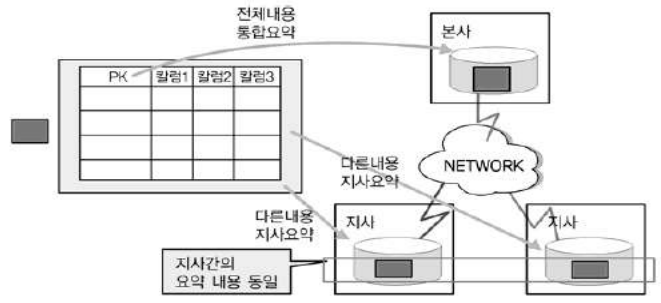 전체내용
통합요약
본사
PK 칼럼1 칼럼2 칼럼3
다른내용
지사요약
NETWORK
다른내용
지사요약
지사
지사
지사간의
요약 내용 동일